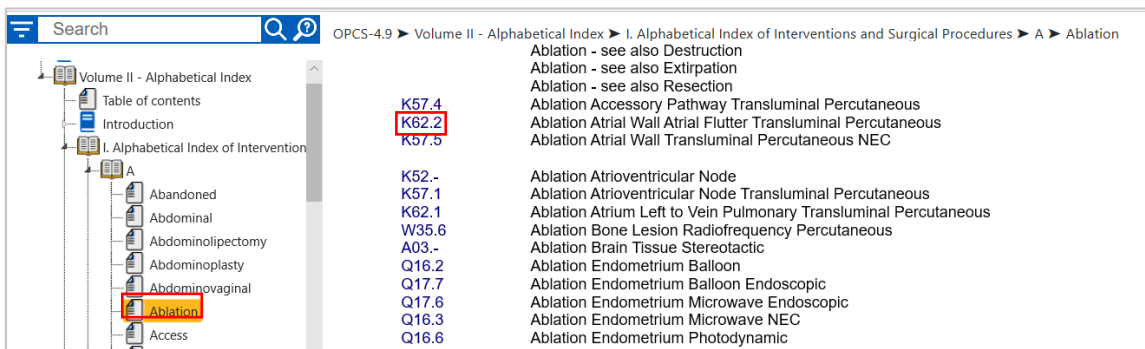 Search
OPCS-4.9 ➤ Volume II - Alphabetical Index ➤ I. Alphabetical Index of Interventions and Surgical Procedures ➤ A ➤ Ablation
Volume II - Alphabetical Index
Table of contents
Introduction
I. Alphabetical Index of Intervention
A
Abandoned
Abdominal
Abdominolipectomy
Abdominoplasty
Abdominovaginal
Ablation
Access
Ablation - see also Destruction
Ablation - see also Extirpation
Ablation - see also Resection
K57.4 Ablation Accessory Pathway Transluminal Percutaneous
K62.2 Ablation Atrial Wall Atrial Flutter Transluminal Percutaneous
K57.5 Ablation Atrial Wall Transluminal Percutaneous NEC
K52.- Ablation Atrioventricular Node
K57.1 Ablation Atrioventricular Node Transluminal Percutaneous
K62.1 Ablation Atrium Left to Vein Pulmonary Transluminal Percutaneous
W35.6 Ablation Bone Lesion Radiofrequency Percutaneous
A03.- Ablation Brain Tissue Stereotactic
Q16.2 Ablation Endometrium Balloon
Q17.7 Ablation Endometrium Balloon Endoscopic
Q17.6 Ablation Endometrium Microwave Endoscopic
Q16.3 Ablation Endometrium Microwave NEC
Q16.6 Ablation Endometrium Photodynamic